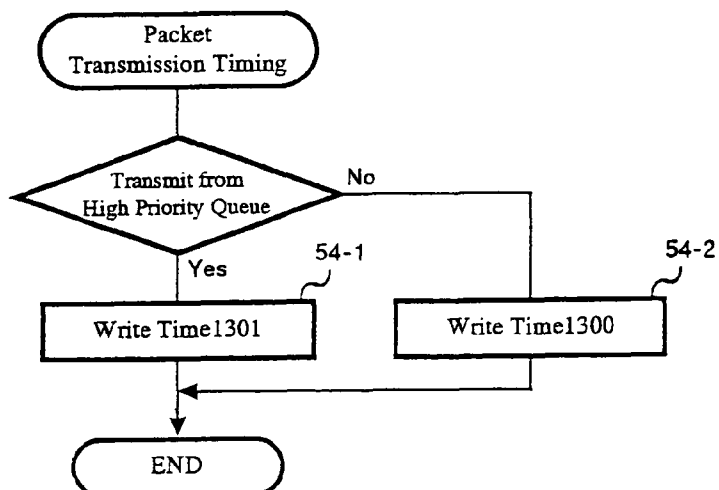 Packet
Transmission Timing
Transmit from
High Priority Queue
No
Yes
54-1
54-2
Write Time1301
Write Time1300
END